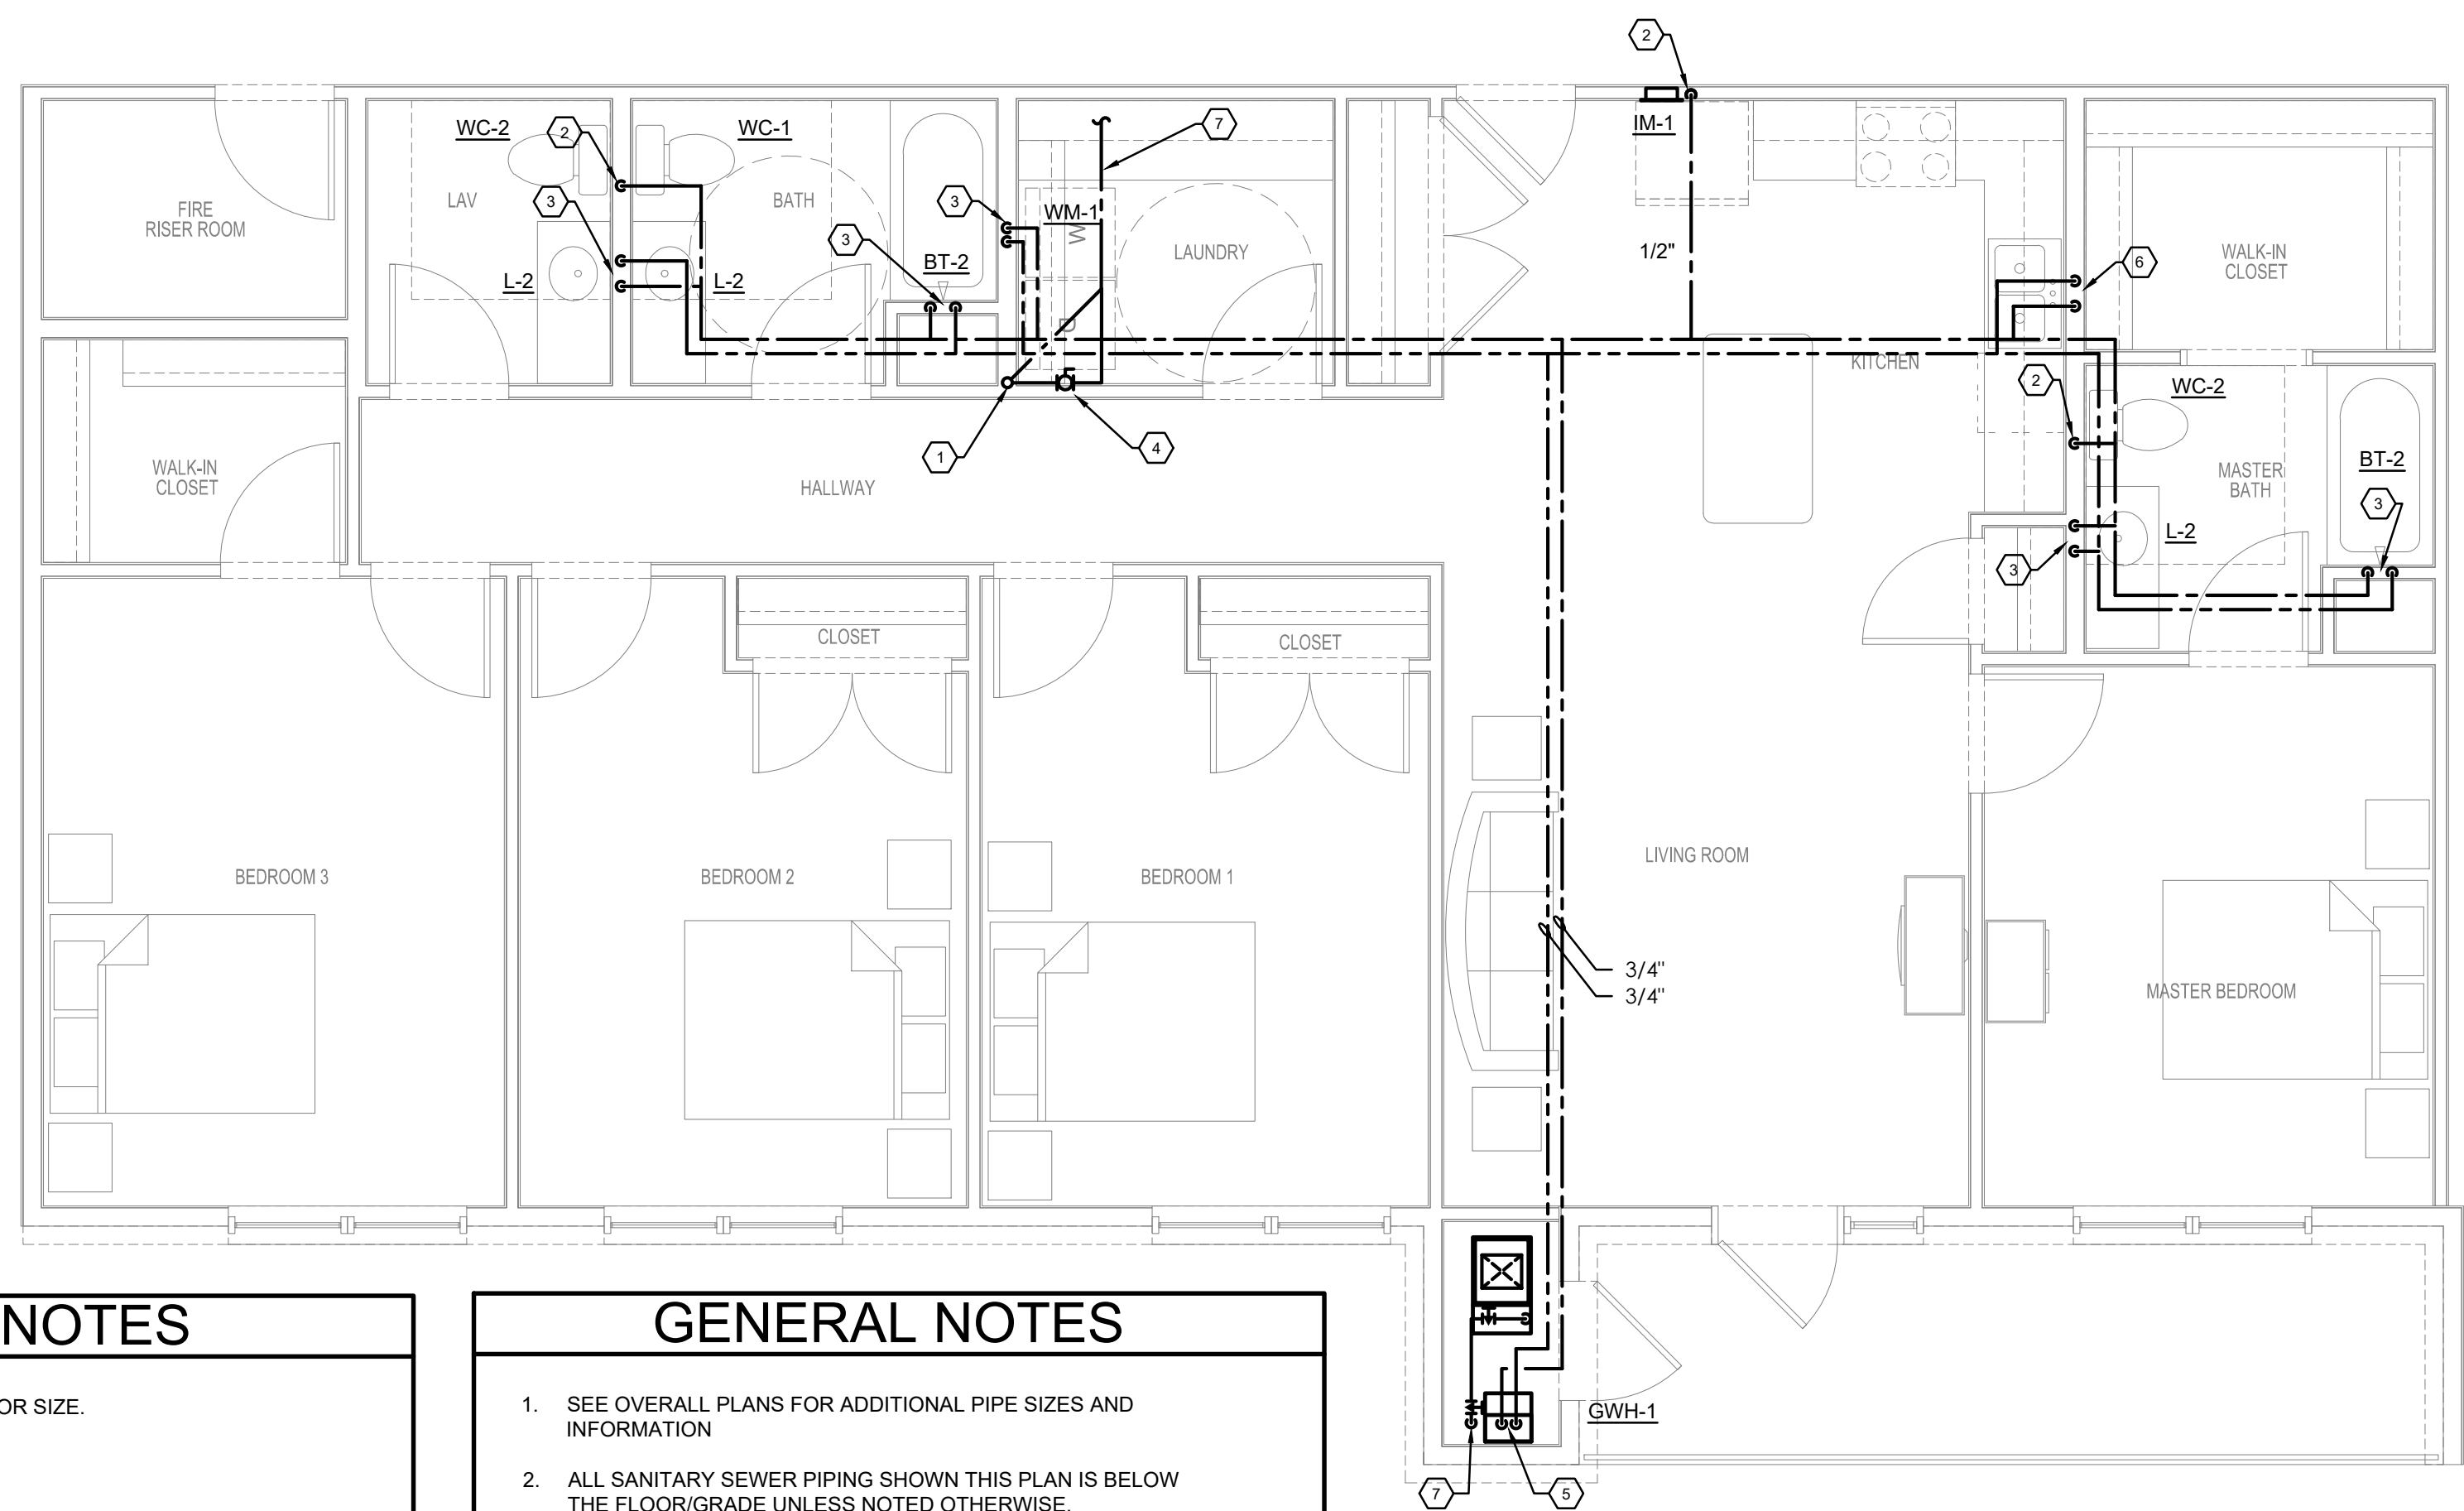 2
WC-2
2
WC-1
7
IM-1
LAV
3
BATH
3
WM-1
W
FIRE
RISER ROOM
3
LAUNDRY
1/2"
WALK-IN
CLOSET
6
L-2
L-2
BT-2
D
KITCHEN
2
WC-2
1
4
WALK-IN
CLOSET
HALLWAY
MASTER
BATH
BT-2
3
L-2
3
CLOSET
CLOSET
BEDROOM 3
BEDROOM 2
BEDROOM 1
LIVING ROOM
3/4"
3/4"
MASTER BEDROOM
NOTES
OR SIZE.
GENERAL NOTES
1. SEE OVERALL PLANS FOR ADDITIONAL PIPE SIZES AND
INFORMATION
2. ALL SANITARY SEWER PIPING SHOWN THIS PLAN IS BELOW
THE FLOOR/GRADE UNLESS NOTED OTHERWISE.
GWH-1
7
5